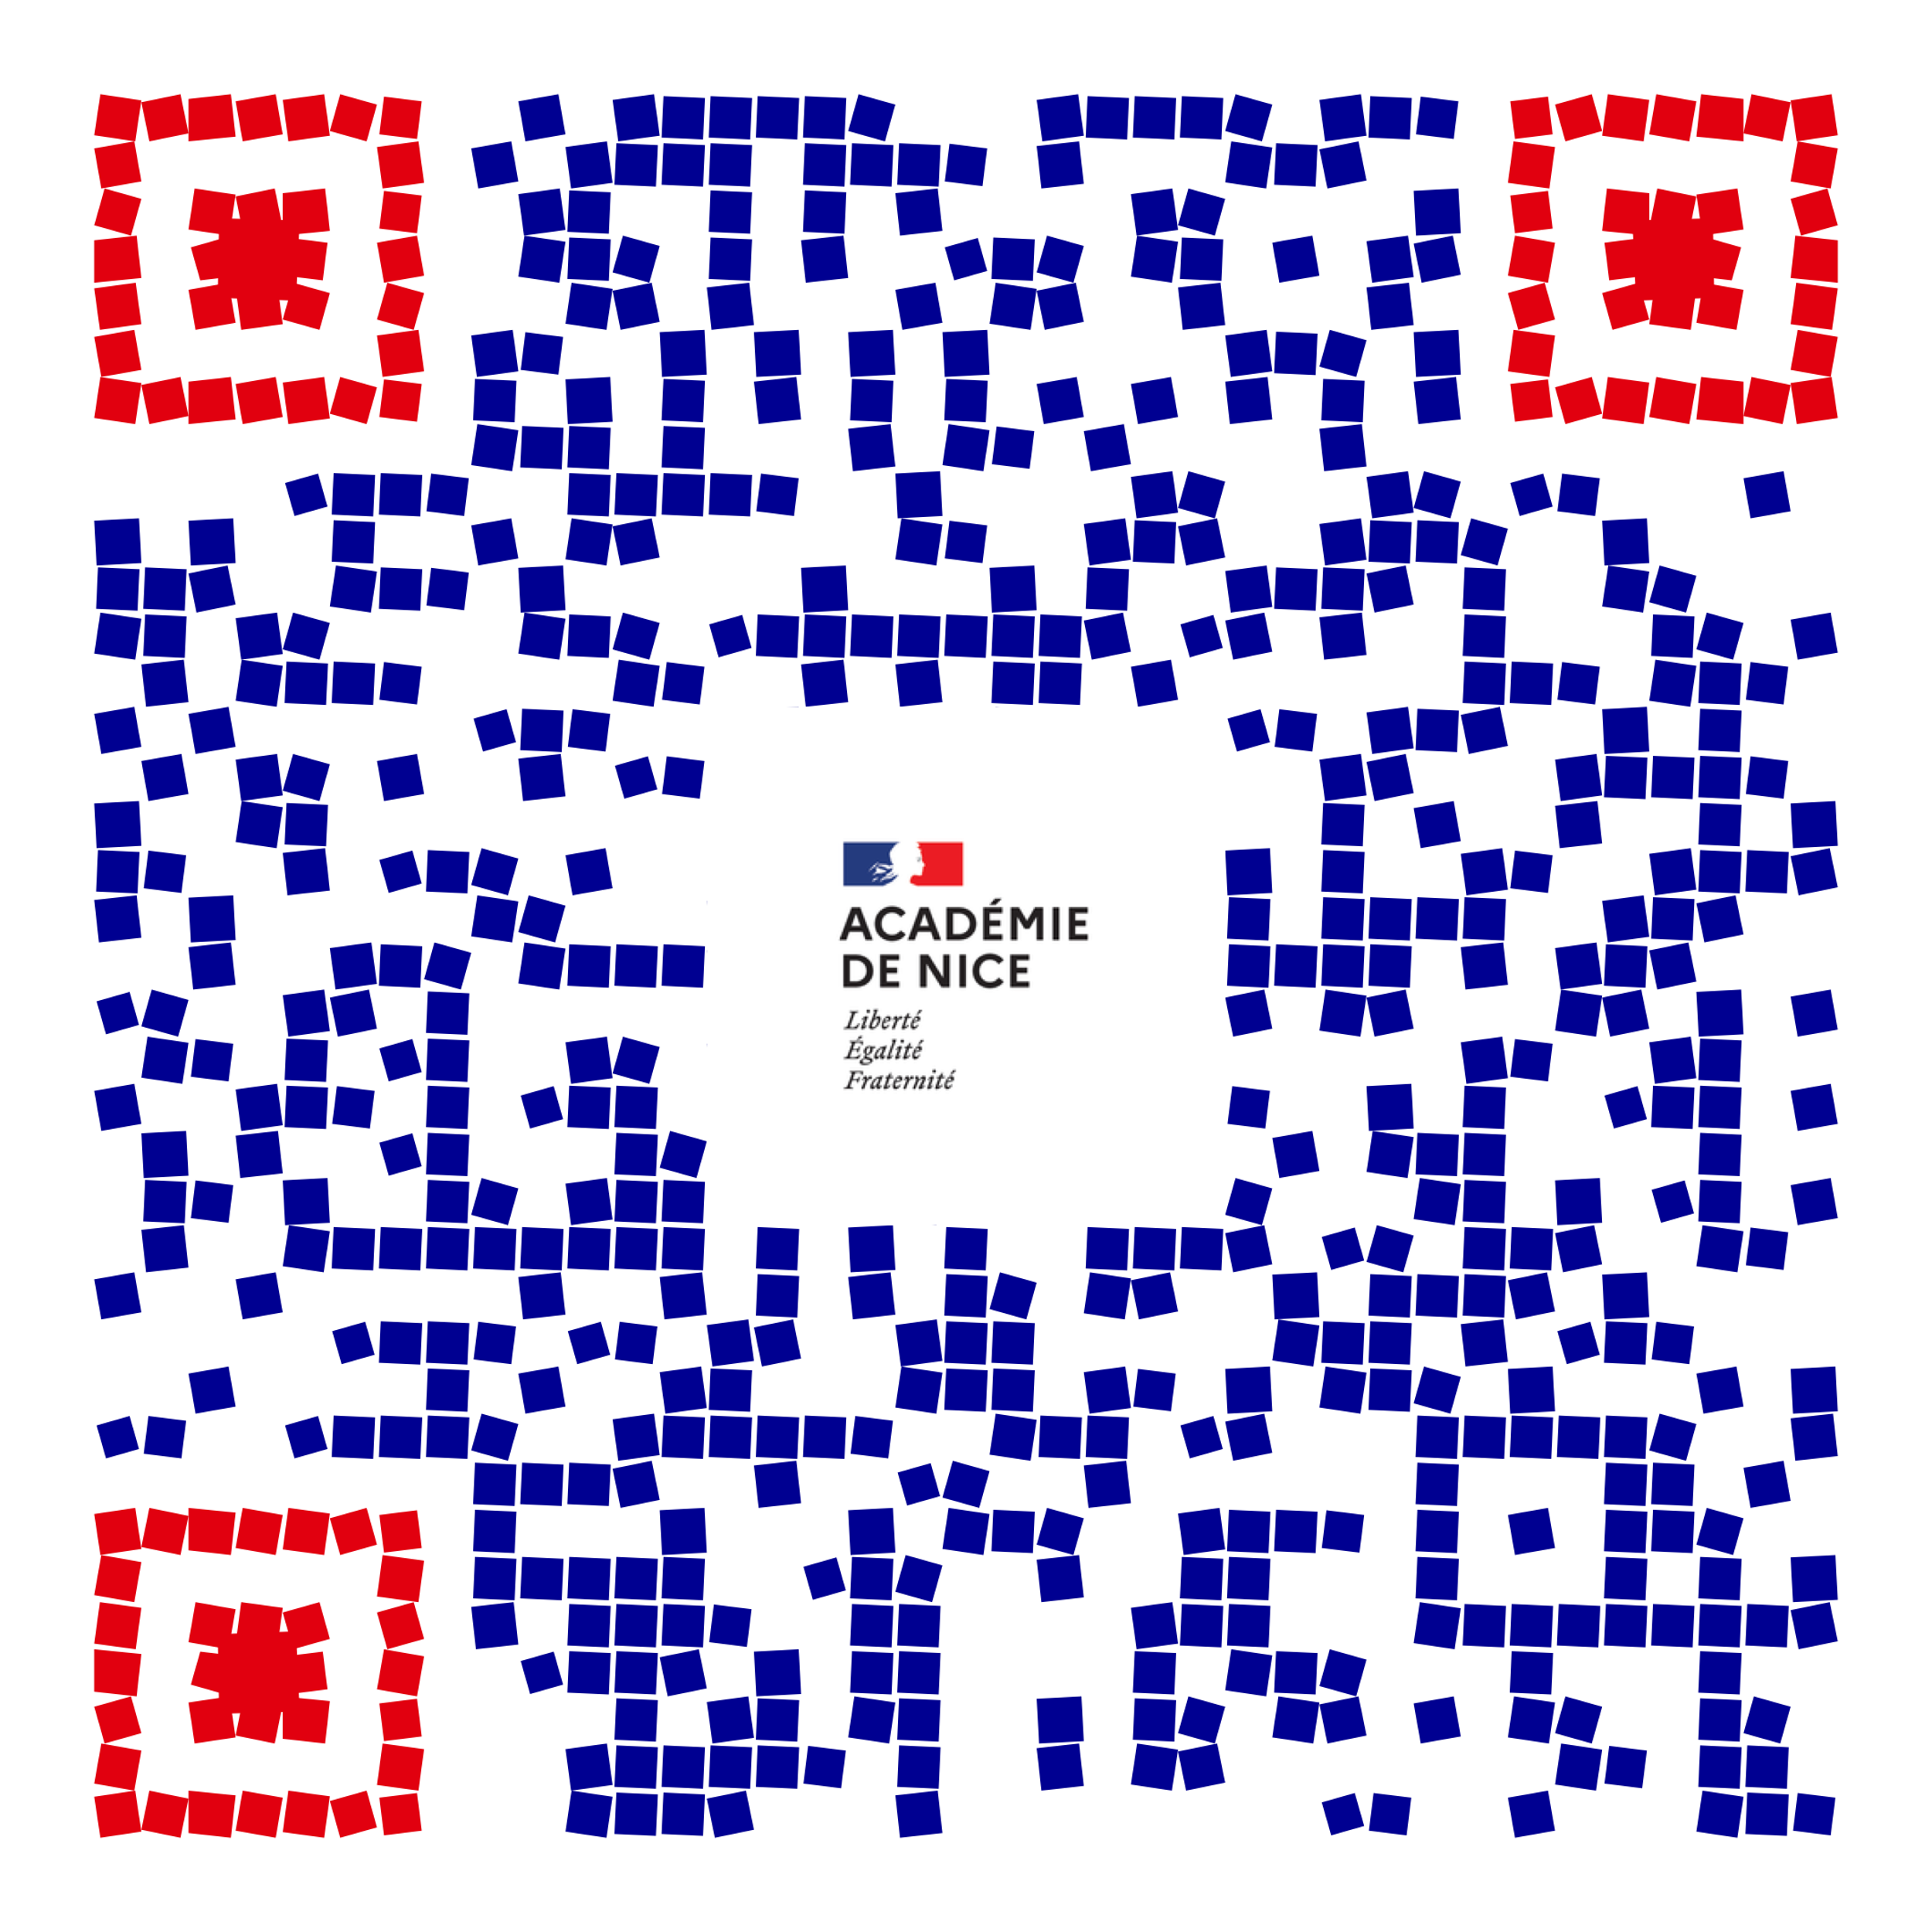 ACADÉMIE
DE NICE
Liberté
Égalité
Fraternité